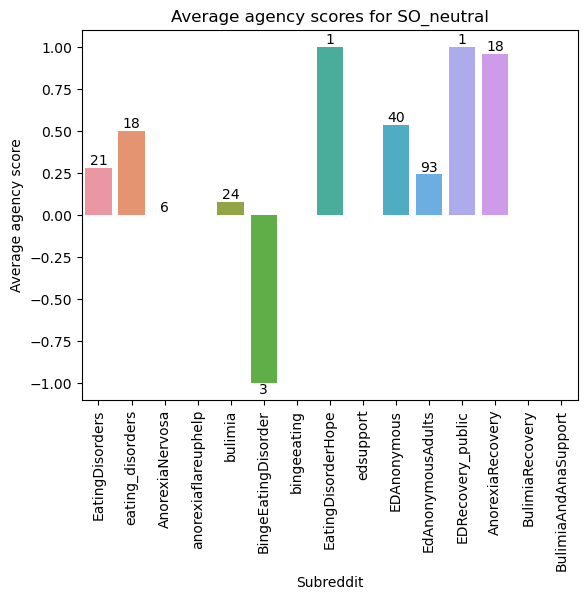 Average agency scores for SO_neutral
1.00
0.75
0.50
0.25
0.00
−0.25
−0.50
−0.75
−1.00
Average agency score
21
18
6
24
3
1
40
93
1
18
EatingDisorders
eating_disorders
AnorexiaNervosa
anorexiaflareuphelp
bulimia
BingeEatingDisorder
bingeeating
EatingDisorderHope
edsupport
EDAnonymous
EdAnonymousAdults
EDRecovery_public
AnorexiaRecovery
BulimiaRecovery
BulimiaAndAnaSupport
Subreddit